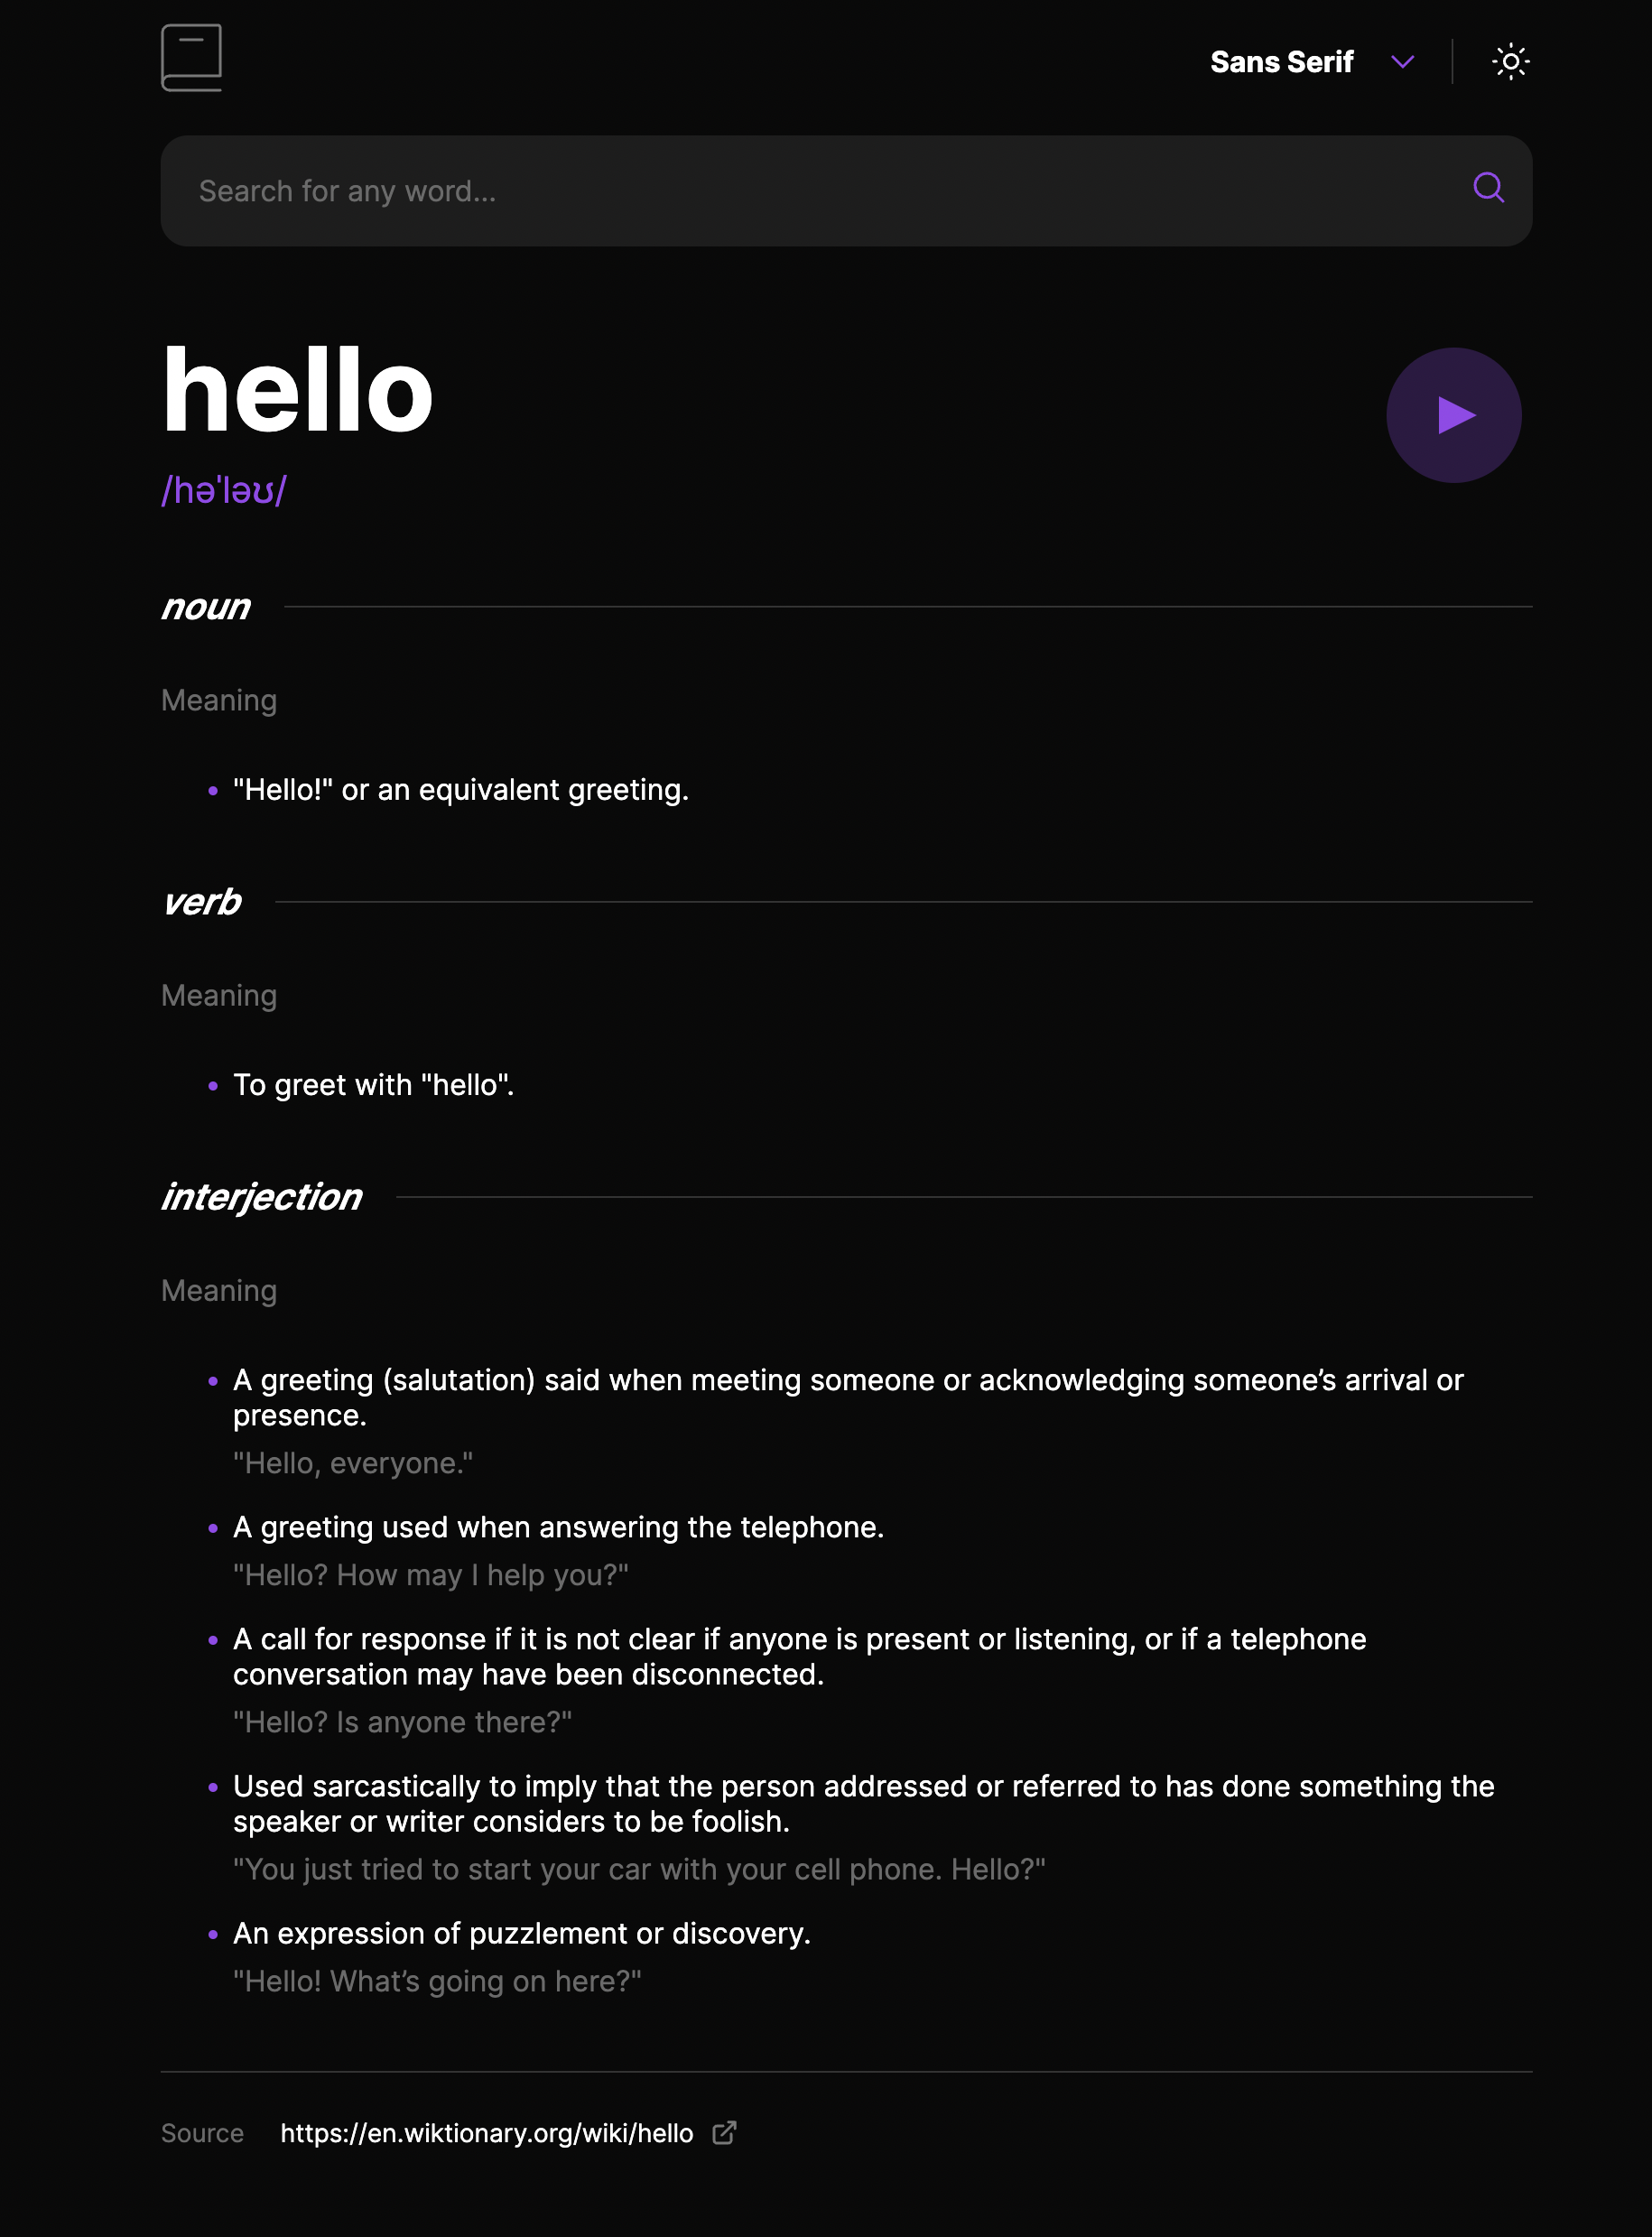 Sans Serif
Search for any word...
hello
/həˈləʊ/
noun
Meaning
"Hello!" or an equivalent greeting.
verb
Meaning
To greet with "hello".
interjection
Meaning
A greeting (salutation) said when meeting someone or acknowledging someone’s arrival or
presence.
"Hello, everyone."
A greeting used when answering the telephone.
"Hello? How may I help you?"
A call for response if it is not clear if anyone is present or listening, or if a telephone
conversation may have been disconnected.
"Hello? Is anyone there?"
Used sarcastically to imply that the person addressed or referred to has done something the
speaker or writer considers to be foolish.
"You just tried to start your car with your cell phone. Hello?"
An expression of puzzlement or discovery.
"Hello! What’s going on here?"
Source https://en.wiktionary.org/wiki/hello